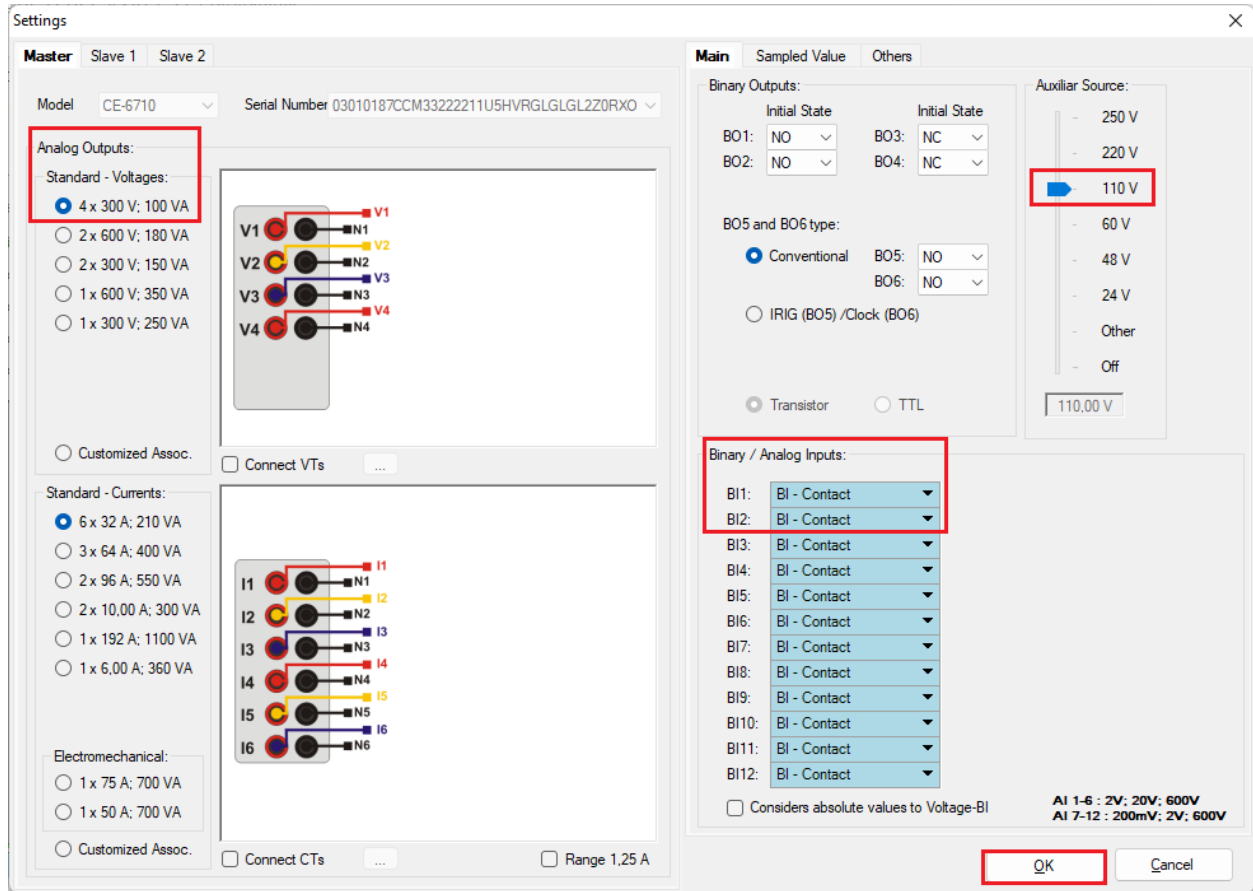 Settings
Master Slave 1 Slave 2
Model CE-6710 Serial Number 03010187CCM33222211U5HVRGLGLGL2Z0RXO
Analog Outputs:
Standard - Voltages:
4 x 300 V; 100 VA
2 x 600 V; 180 VA
2 x 300 V; 150 VA
1 x 600 V; 350 VA
1 x 300 V; 250 VA
Customized Assoc.
V1 V1
N1
V2 V2
N2
V3 V3
N3
V4 V4
N4
Connect VTs ...
Standard - Currents:
6 x 32 A; 210 VA
3 x 64 A; 400 VA
2 x 96 A; 550 VA
2 x 10,00 A; 300 VA
1 x 192 A; 1100 VA
1 x 6,00 A; 360 VA
Electromechanical:
1 x 75 A; 700 VA
1 x 50 A; 700 VA
Customized Assoc.
I1 I1
N1
I2 I2
N2
I3 I3
N3
I4 I4
N4
I5 I5
N5
I6 I6
N6
Connect CTs ... Range 1,25 A
Main Sampled Value Others
Binary Outputs:
Initial State Initial State
BO1: NO BO3: NC
BO2: NO BO4: NC
BO5 and BO6 type:
Conventional BO5: NO
BO6: NO
IRIG (BO5) /Clock (BO6)
Transistor TTL
Auxiliar Source:
250 V
220 V
110 V
60 V
48 V
24 V
Other
Off
110,00 V
Binary / Analog Inputs:
BI1: BI - Contact
BI2: BI - Contact
BI3: BI - Contact
BI4: BI - Contact
BI5: BI - Contact
BI6: BI - Contact
BI7: BI - Contact
BI8: BI - Contact
BI9: BI - Contact
BI10: BI - Contact
BI11: BI - Contact
BI12: BI - Contact
Considers absolute values to Voltage-BI
AI 1-6 : 2V; 20V; 600V
AI 7-12 : 200mV; 2V; 600V
OK Cancel